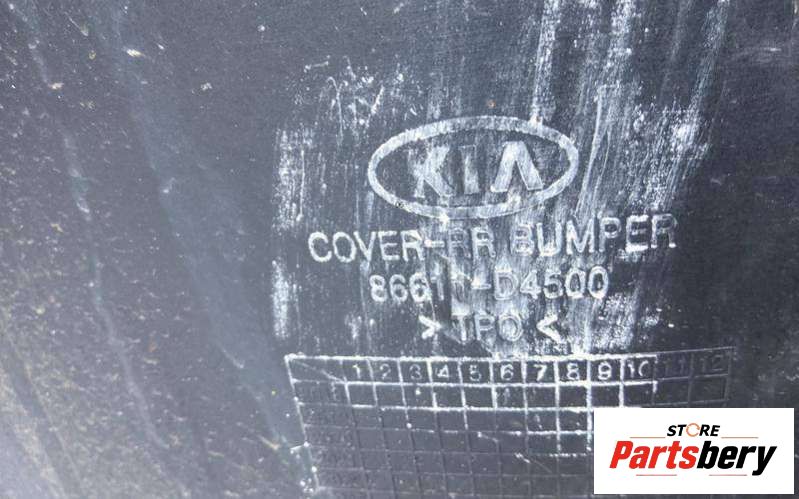 KIA
COVER-RR BUMPER
86611-D4500
> TPO <
1 2 3 4 5 6 7 8 9 10 11 12
STORE
Partsbery